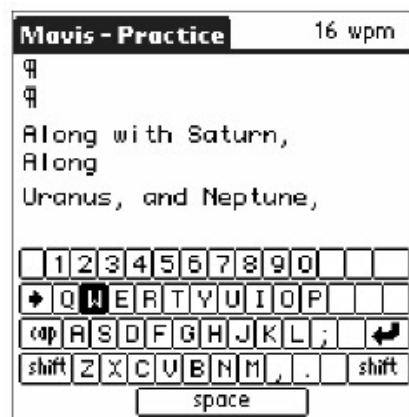 Mavis - Practice 16 wpm
¶
¶
Along with Saturn,
Along
Uranus, and Neptune,
1 2 3 4 5 6 7 8 9 0
Q W E R T Y U I O P
cap A S D F G H J K L ;
shift Z X C V B N M , . shift
space